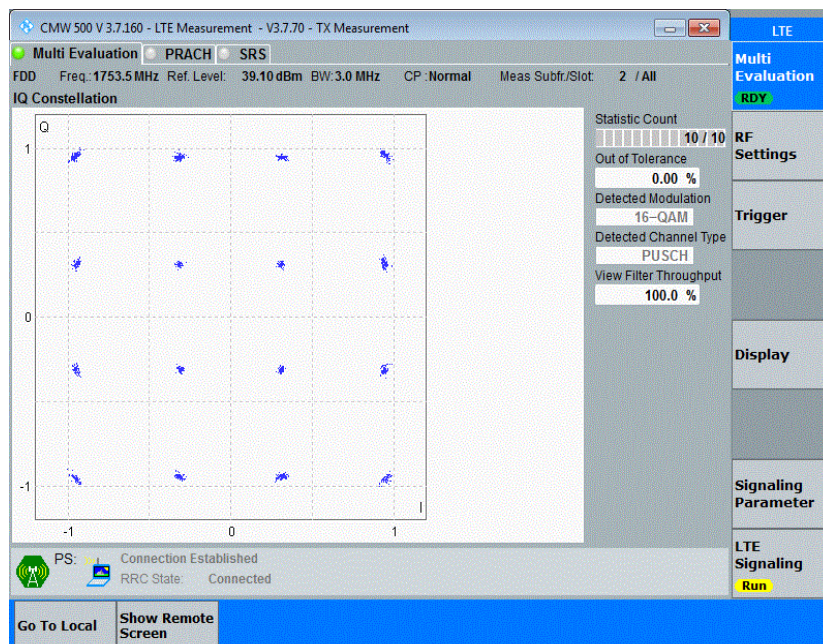 CMW 500 V 3.7.160 - LTE Measurement - V3.7.70 - TX Measurement
LTE
Multi Evaluation PRACH SRS
FDD Freq.: 1753.5 MHz Ref. Level: 39.10 dBm BW: 3.0 MHz CP : Normal Meas Subfr./Slot: 2 / All
IQ Constellation
Q
1
0
-1
I
-1 0 1
Statistic Count
10 / 10
Out of Tolerance
0.00 %
Detected Modulation
16-QAM
Detected Channel Type
PUSCH
View Filter Throughput
100.0 %
Multi
Evaluation
RDY
RF
Settings
Trigger
Display
Signaling
Parameter
LTE
Signaling
Run
PS: Connection Established
RRC State: Connected
Go To Local
Show Remote
Screen